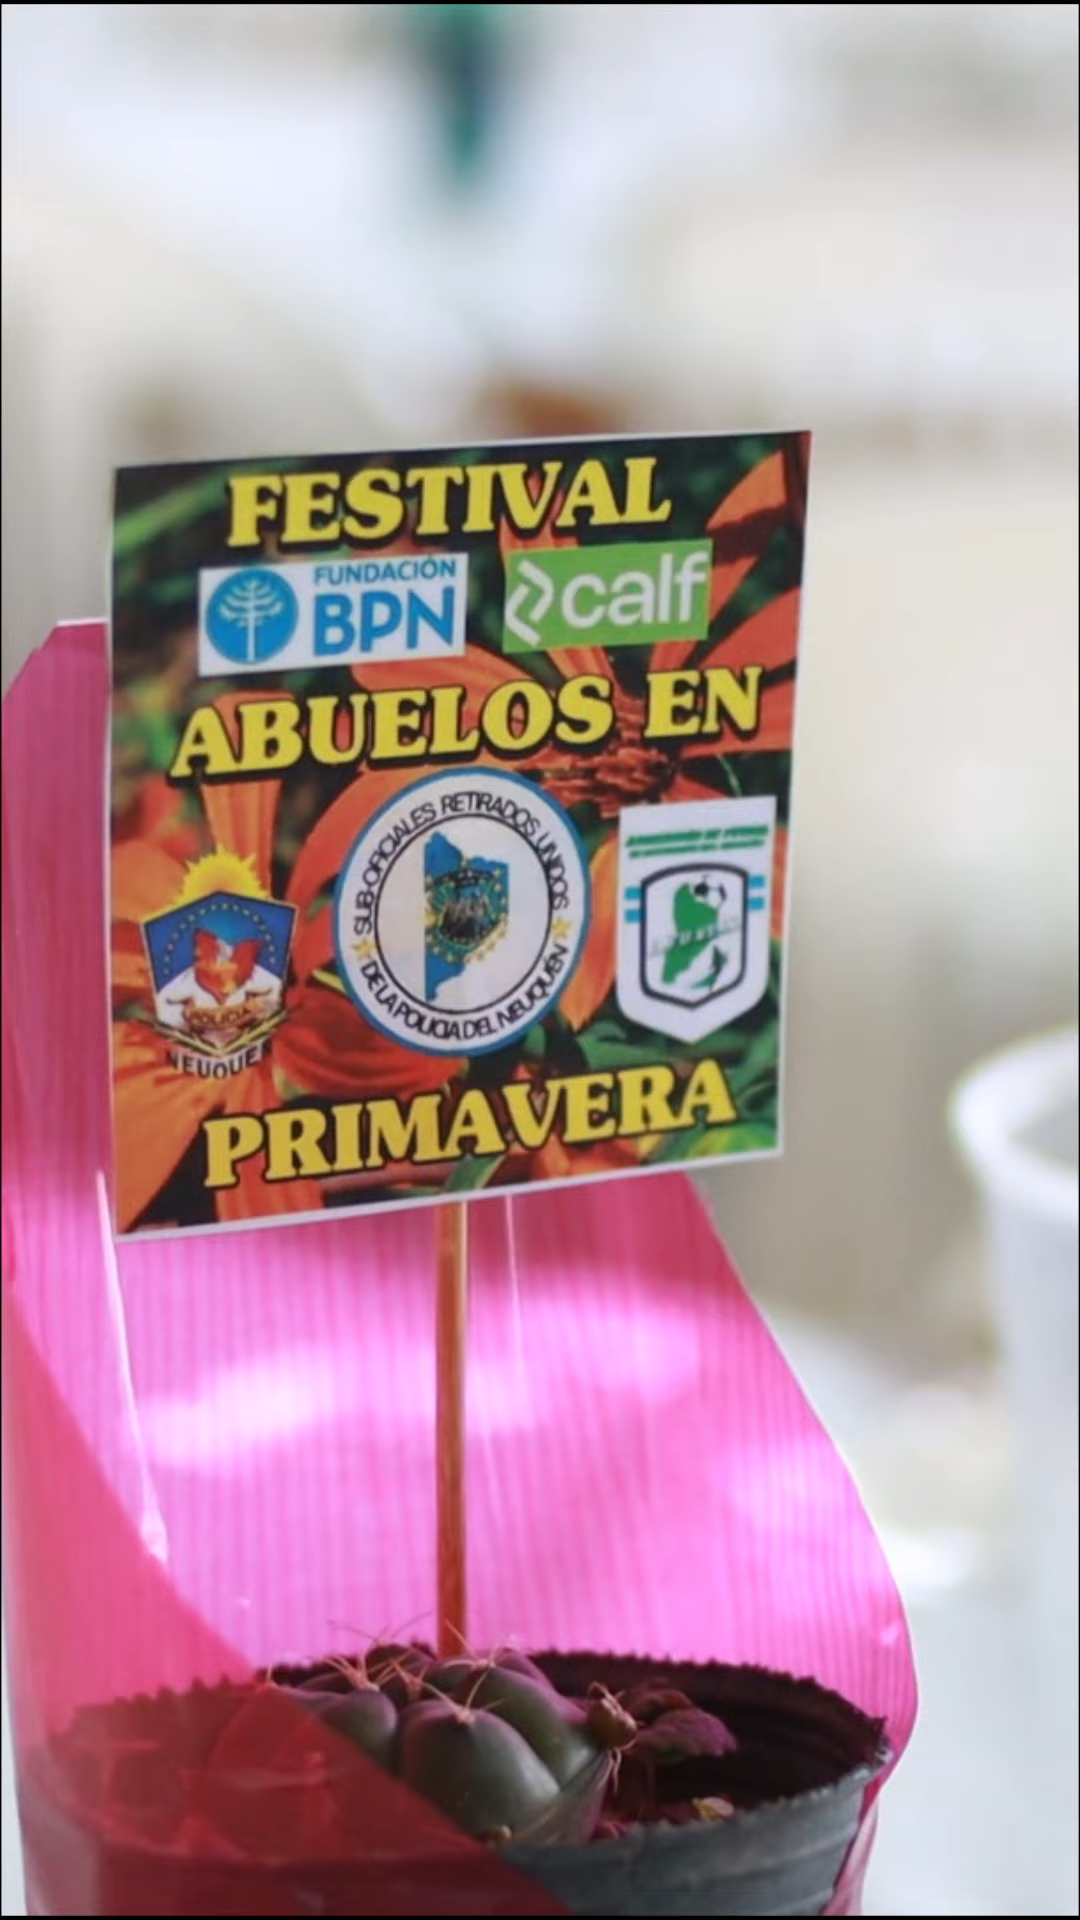 FESTIVAL
FUNDACIÓN
BPN
calf
ABUELOS EN
SUB-OFICIALES RETIRADOS UNIDOS
DE LA POLICIA DEL NEUQUÉN
POLICIA
NEUQUEN
PRIMAVERA